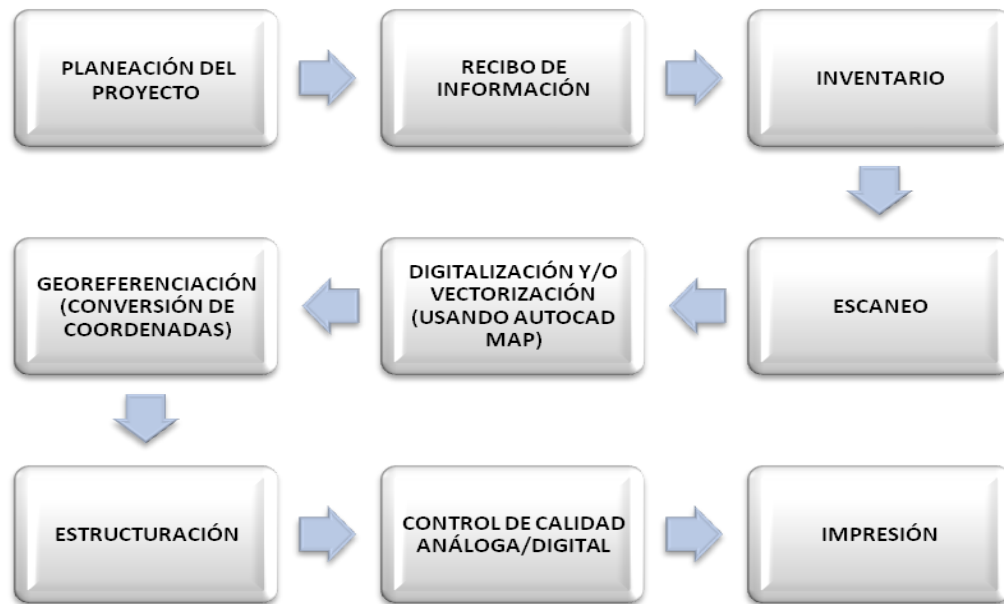 PLANEACIÓN DEL
PROYECTO
RECIBO DE
INFORMACIÓN
INVENTARIO
ESCANEO
DIGITALIZACIÓN Y/O
VECTORIZACIÓN
(USANDO AUTOCAD
MAP)
GEOREFERENCIACIÓN
(CONVERSIÓN DE
COORDENADAS)
ESTRUCTURACIÓN
CONTROL DE CALIDAD
ANÁLOGA/DIGITAL
IMPRESIÓN